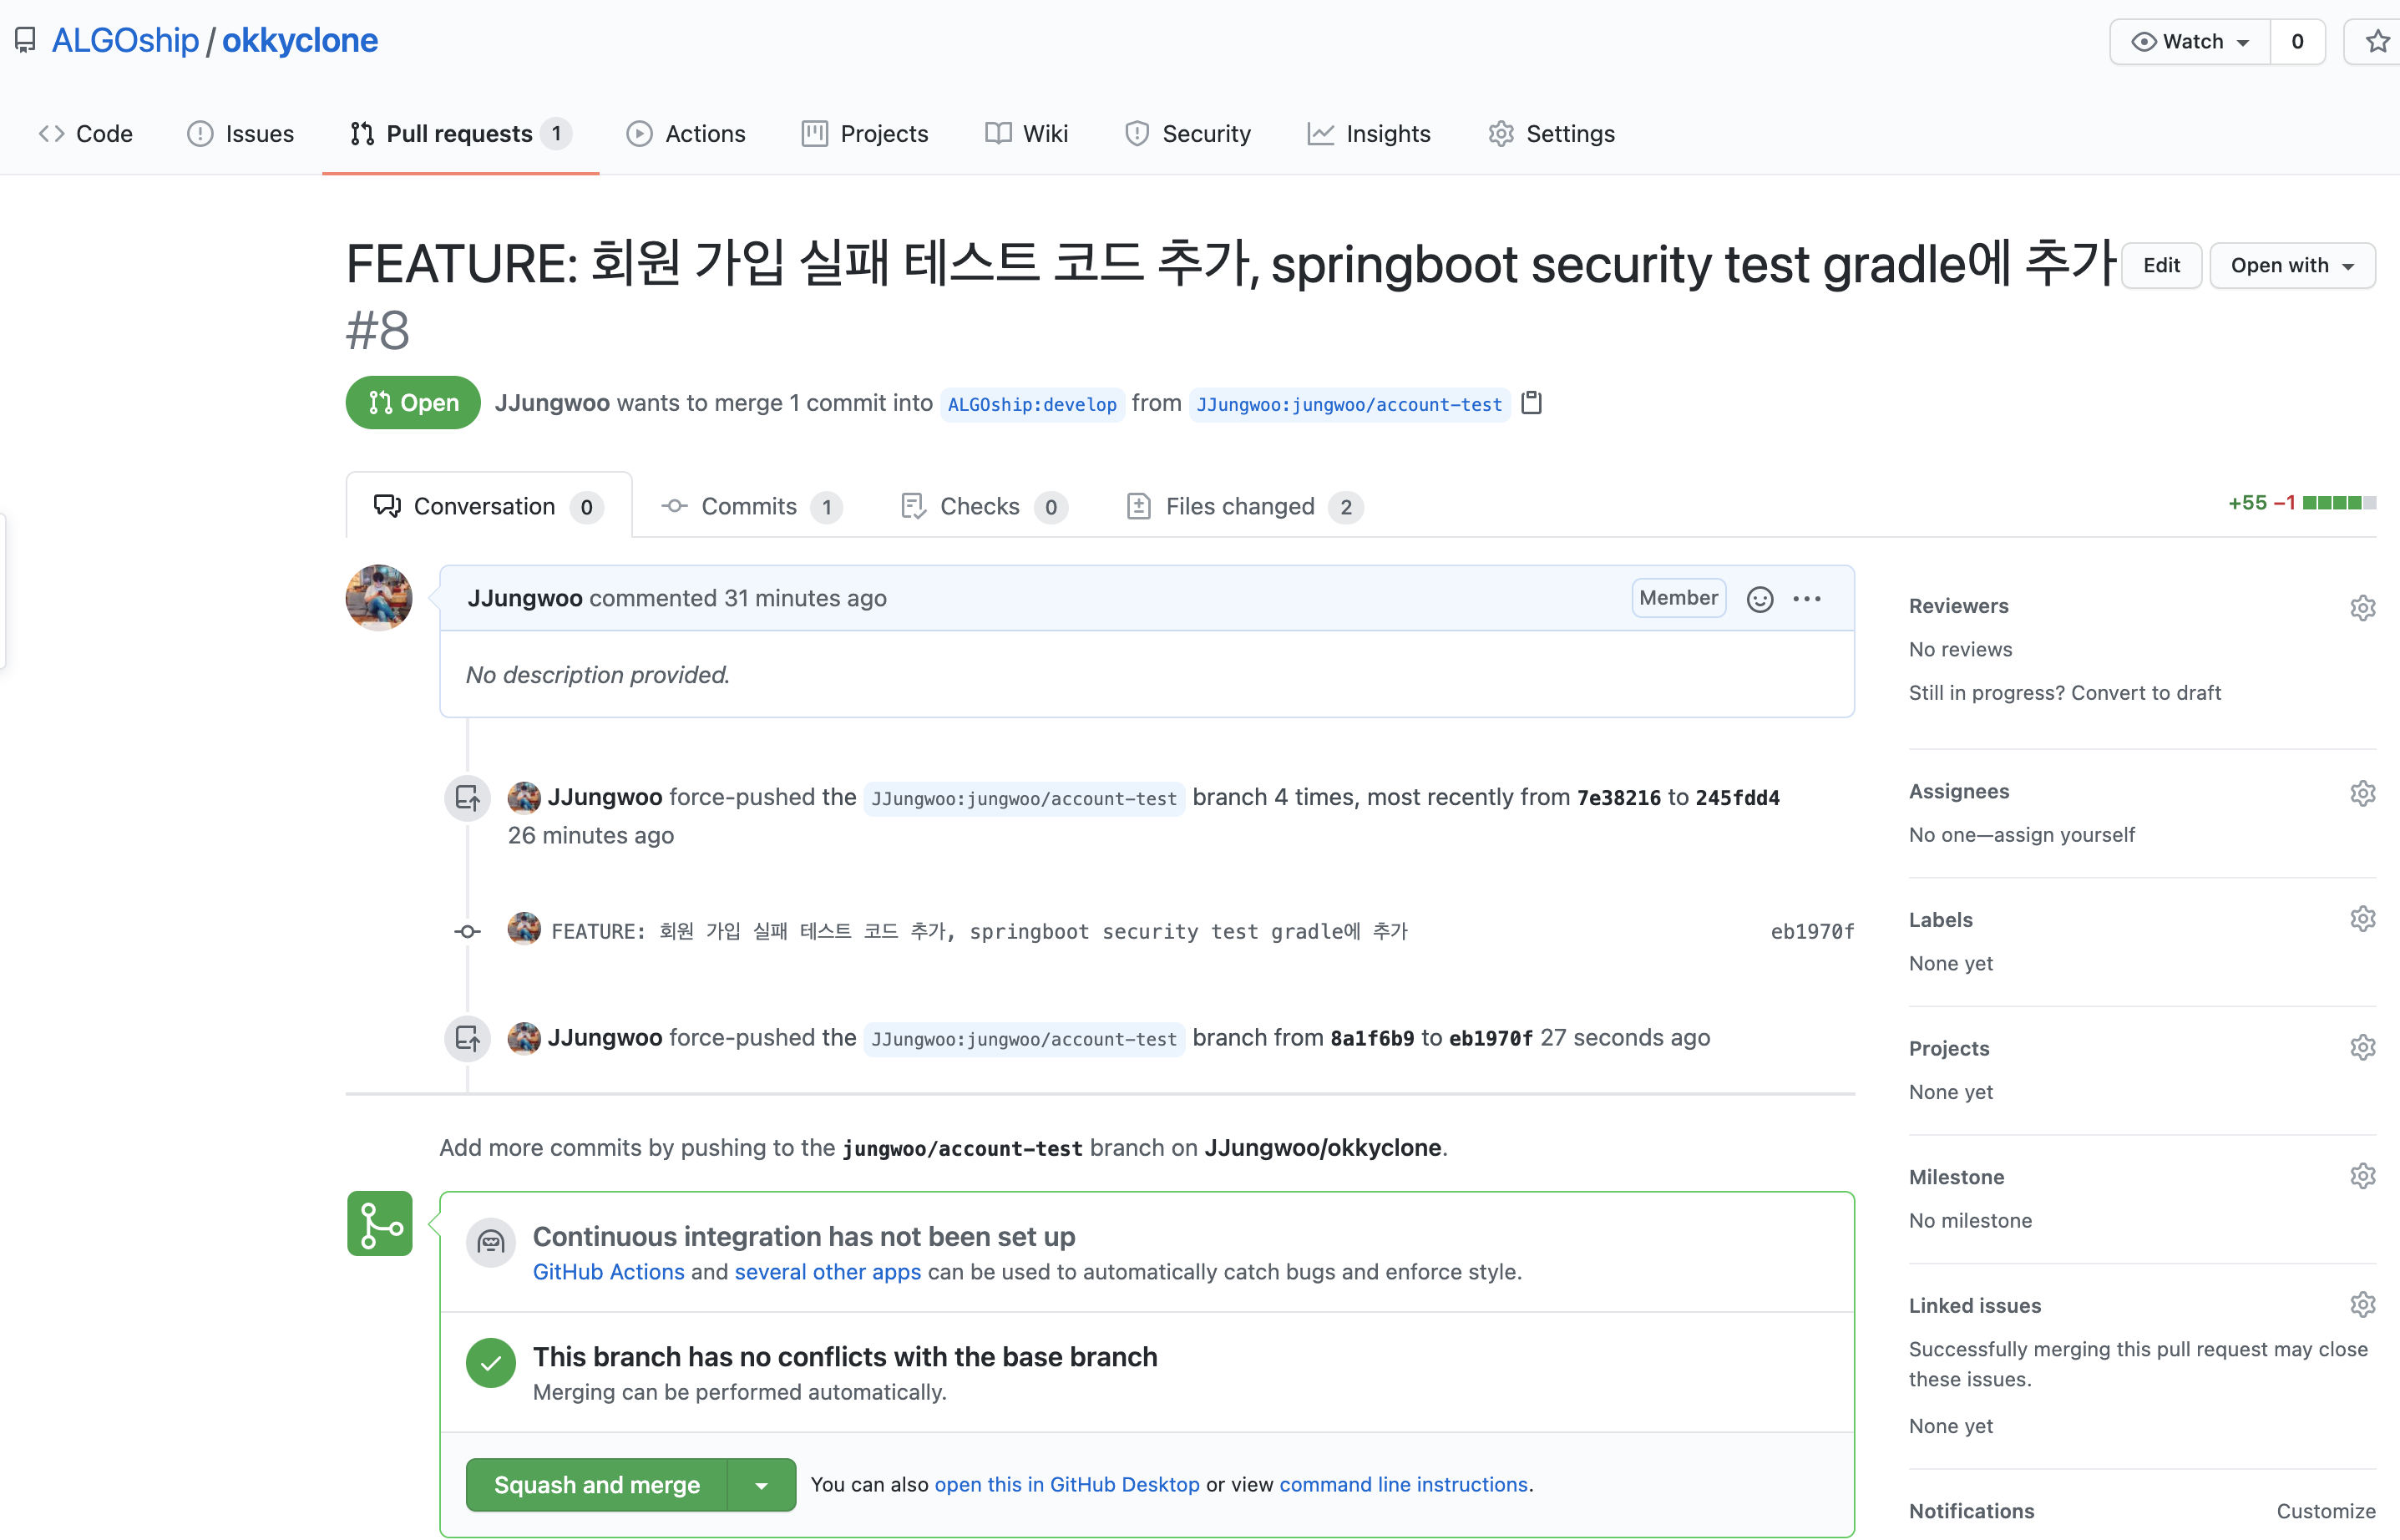 ALGOship / okkyclone
Watch 0
Code Issues Pull requests 1 Actions Projects Wiki Security Insights Settings
FEATURE: 회원 가입 실패 테스트 코드 추가, springboot security test gradle에 추가 Edit Open with
#8
Open JJungwoo wants to merge 1 commit into ALGOship:develop from JJungwoo:jungwoo/account-test
Conversation 0 Commits 1 Checks 0 Files changed 2 +55 −1
JJungwoo commented 31 minutes ago Member
No description provided.
JJungwoo force-pushed the JJungwoo:jungwoo/account-test branch 4 times, most recently from 7e38216 to 245fdd4
26 minutes ago
FEATURE: 회원 가입 실패 테스트 코드 추가, springboot security test gradle에 추가 eb1970f
JJungwoo force-pushed the JJungwoo:jungwoo/account-test branch from 8a1f6b9 to eb1970f 27 seconds ago
Add more commits by pushing to the jungwoo/account-test branch on JJungwoo/okkyclone.
Continuous integration has not been set up
GitHub Actions and several other apps can be used to automatically catch bugs and enforce style.
This branch has no conflicts with the base branch
Merging can be performed automatically.
Squash and merge You can also open this in GitHub Desktop or view command line instructions.
Reviewers
No reviews
Still in progress? Convert to draft
Assignees
No one—assign yourself
Labels
None yet
Projects
None yet
Milestone
No milestone
Linked issues
Successfully merging this pull request may close
these issues.
None yet
Notifications Customize